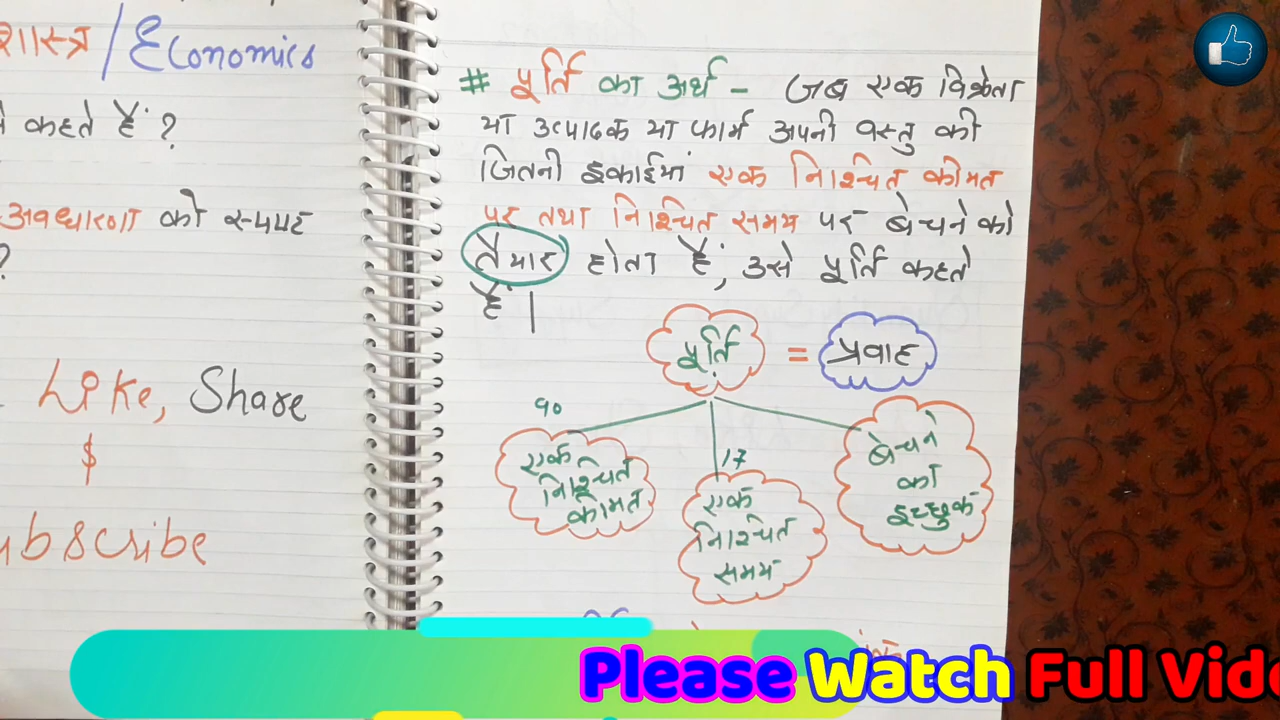 शास्त्र / Economics
कहते हैं ?
अवधारणा को स्पष्ट
?
Like, Share
$
ubscribe
# पूर्ति का अर्थ - जब एक विक्रेता
या उत्पादक या फार्म अपनी वस्तु की
जितनी इकाईयां एक निश्चित कीमत
पर तथा निश्चित समय पर बेचने को
तैयार होता है, उसे पूर्ति कहते
हैं |
पूर्ति = प्रवाह
90
एक
निश्चित
कीमत
17
एक
निश्चित
समय
बेचने
का
इच्छुक
Please Watch Full Vide